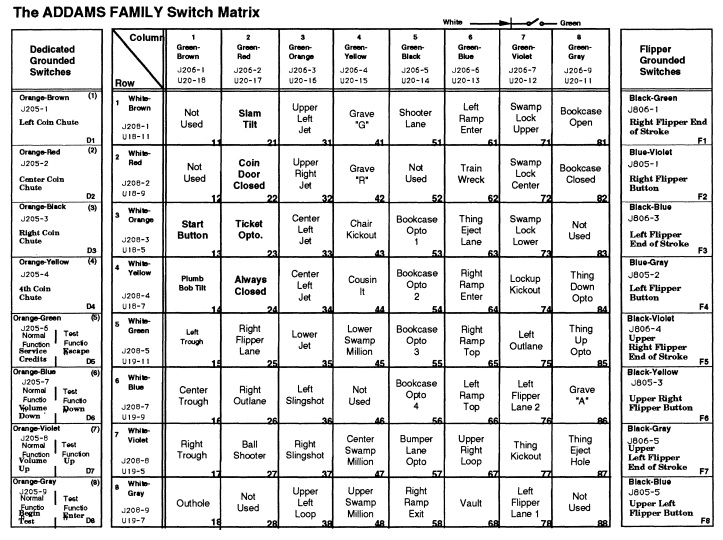 The ADDAMS FAMILY Switch Matrix
White Green
Dedicated Grounded Switches
Orange-Brown (1)
J205-1
Left Coin Chute
D1
Orange-Red (2)
J205-2
Center Coin Chute
D2
Orange-Black (3)
J205-3
Right Coin Chute
D3
Orange-Yellow (4)
J205-4
4th Coin Chute
D4
Orange-Green (5)
J205-6
Normal Function Service Credits
Test Functio Escape
D5
Orange-Blue (6)
J205-7
Normal Functio Volume Down
Test Functio Down
D6
Orange-Violet (7)
J205-8
Normal Function Volume Up
Test Functio Up
D7
Orange-Gray (8)
J205-9
Normal Functio Begin Test
Test Functio Enter
D8
Column
Row
1 Green-Brown J206-1 U20-18
2 Green-Red J206-2 U20-17
3 Green-Orange J206-3 U20-16
4 Green-Yellow J206-4 U20-15
5 Green-Black J206-5 U20-14
6 Green-Blue J206-6 U20-13
7 Green-Violet J206-7 U20-12
8 Green-Gray J206-9 U20-11
1 White-Brown J208-1 U18-11
Not Used 11
Slam Tilt 21
Upper Left Jet 31
Grave "G" 41
Shooter Lane 51
Left Ramp Enter 61
Swamp Lock Upper 71
Bookcase Open 81
2 White-Red J208-2 U18-9
Not Used 12
Coin Door Closed 22
Upper Right Jet 32
Grave "R" 42
Not Used 52
Train Wreck 62
Swamp Lock Center 72
Bookcase Closed 82
3 White-Orange J208-3 U18-5
Start Button 13
Ticket Opto. 23
Center Left Jet 33
Chair Kickout 43
Bookcase Opto 1 53
Thing Eject Lane 63
Swamp Lock Lower 73
Not Used 83
4 White-Yellow J208-4 U18-7
Plumb Bob Tilt 14
Always Closed 24
Center Left Jet 34
Cousin It 44
Bookcase Opto 2 54
Right Ramp Enter 64
Lockup Kickout 74
Thing Down Opto 84
5 White-Green J208-5 U19-11
Left Trough 15
Right Flipper Lane 25
Lower Jet 35
Lower Swamp Million 45
Bookcase Opto 3 55
Right Ramp Top 65
Left Outlane 75
Thing Up Opto 85
6 White-Blue J208-7 U19-9
Center Trough 16
Right Outlane 26
Left Slingshot 36
Not Used 46
Bookcase Opto 4 56
Left Ramp Top 66
Left Flipper Lane 2 76
Grave "A" 86
7 White-Violet J208-8 U19-5
Right Trough 17
Ball Shooter 27
Right Slingshot 37
Center Swamp Million 47
Bumper Lane Opto 57
Upper Right Loop 67
Thing Kickout 77
Thing Eject Hole 87
8 White-Gray J208-9 U19-7
Outhole 18
Not Used 28
Upper Left Loop 38
Upper Swamp Million 48
Right Ramp Exit 58
Vault 68
Left Flipper Lane 1 78
Not Used 88
Flipper Grounded Switches
Black-Green
J806-1
Right Flipper End of Stroke
F1
Blue-Violet
J805-1
Right Flipper Button
F2
Black-Blue
J806-3
Left Flipper End of Stroke
F3
Blue-Gray
J805-2
Left Flipper Button
F4
Black-Violet
J806-4
Upper Right Flipper End of Stroke
F5
Black-Yellow
J805-3
Upper Right Flipper Button
F6
Black-Gray
J806-5
Upper Left Flipper End of Stroke
F7
Black-Blue
J805-5
Upper Left Flipper Button
F8